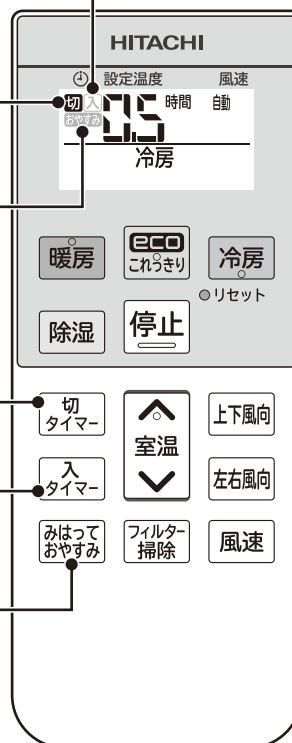 HITACHI
設定温度 風速
切 入 0.5 時間 自動
おやすみ
冷房
暖房 eco これっきり 冷房
リセット
除湿 停止
切タイマー 室温 上下風向
入タイマー 左右風向
みはっておやすみ フィルター掃除 風速